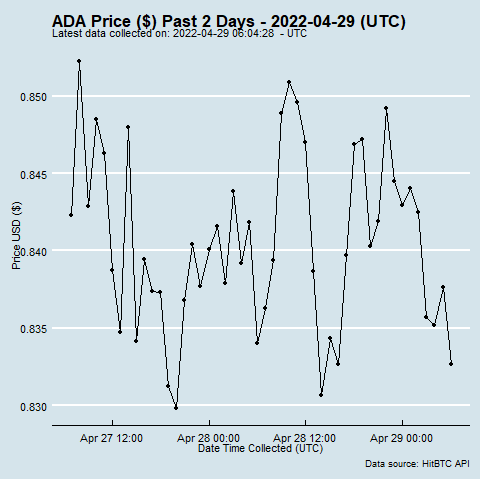 ADA Price ($) Past 2 Days - 2022-04-29 (UTC)
Latest data collected on: 2022-04-29 06:04:28  - UTC
0.850
0.845
0.840
0.835
0.830
Price USD ($)
Apr 27 12:00
Apr 28 00:00
Apr 28 12:00
Apr 29 00:00
Date Time Collected (UTC)
Data source: HitBTC API